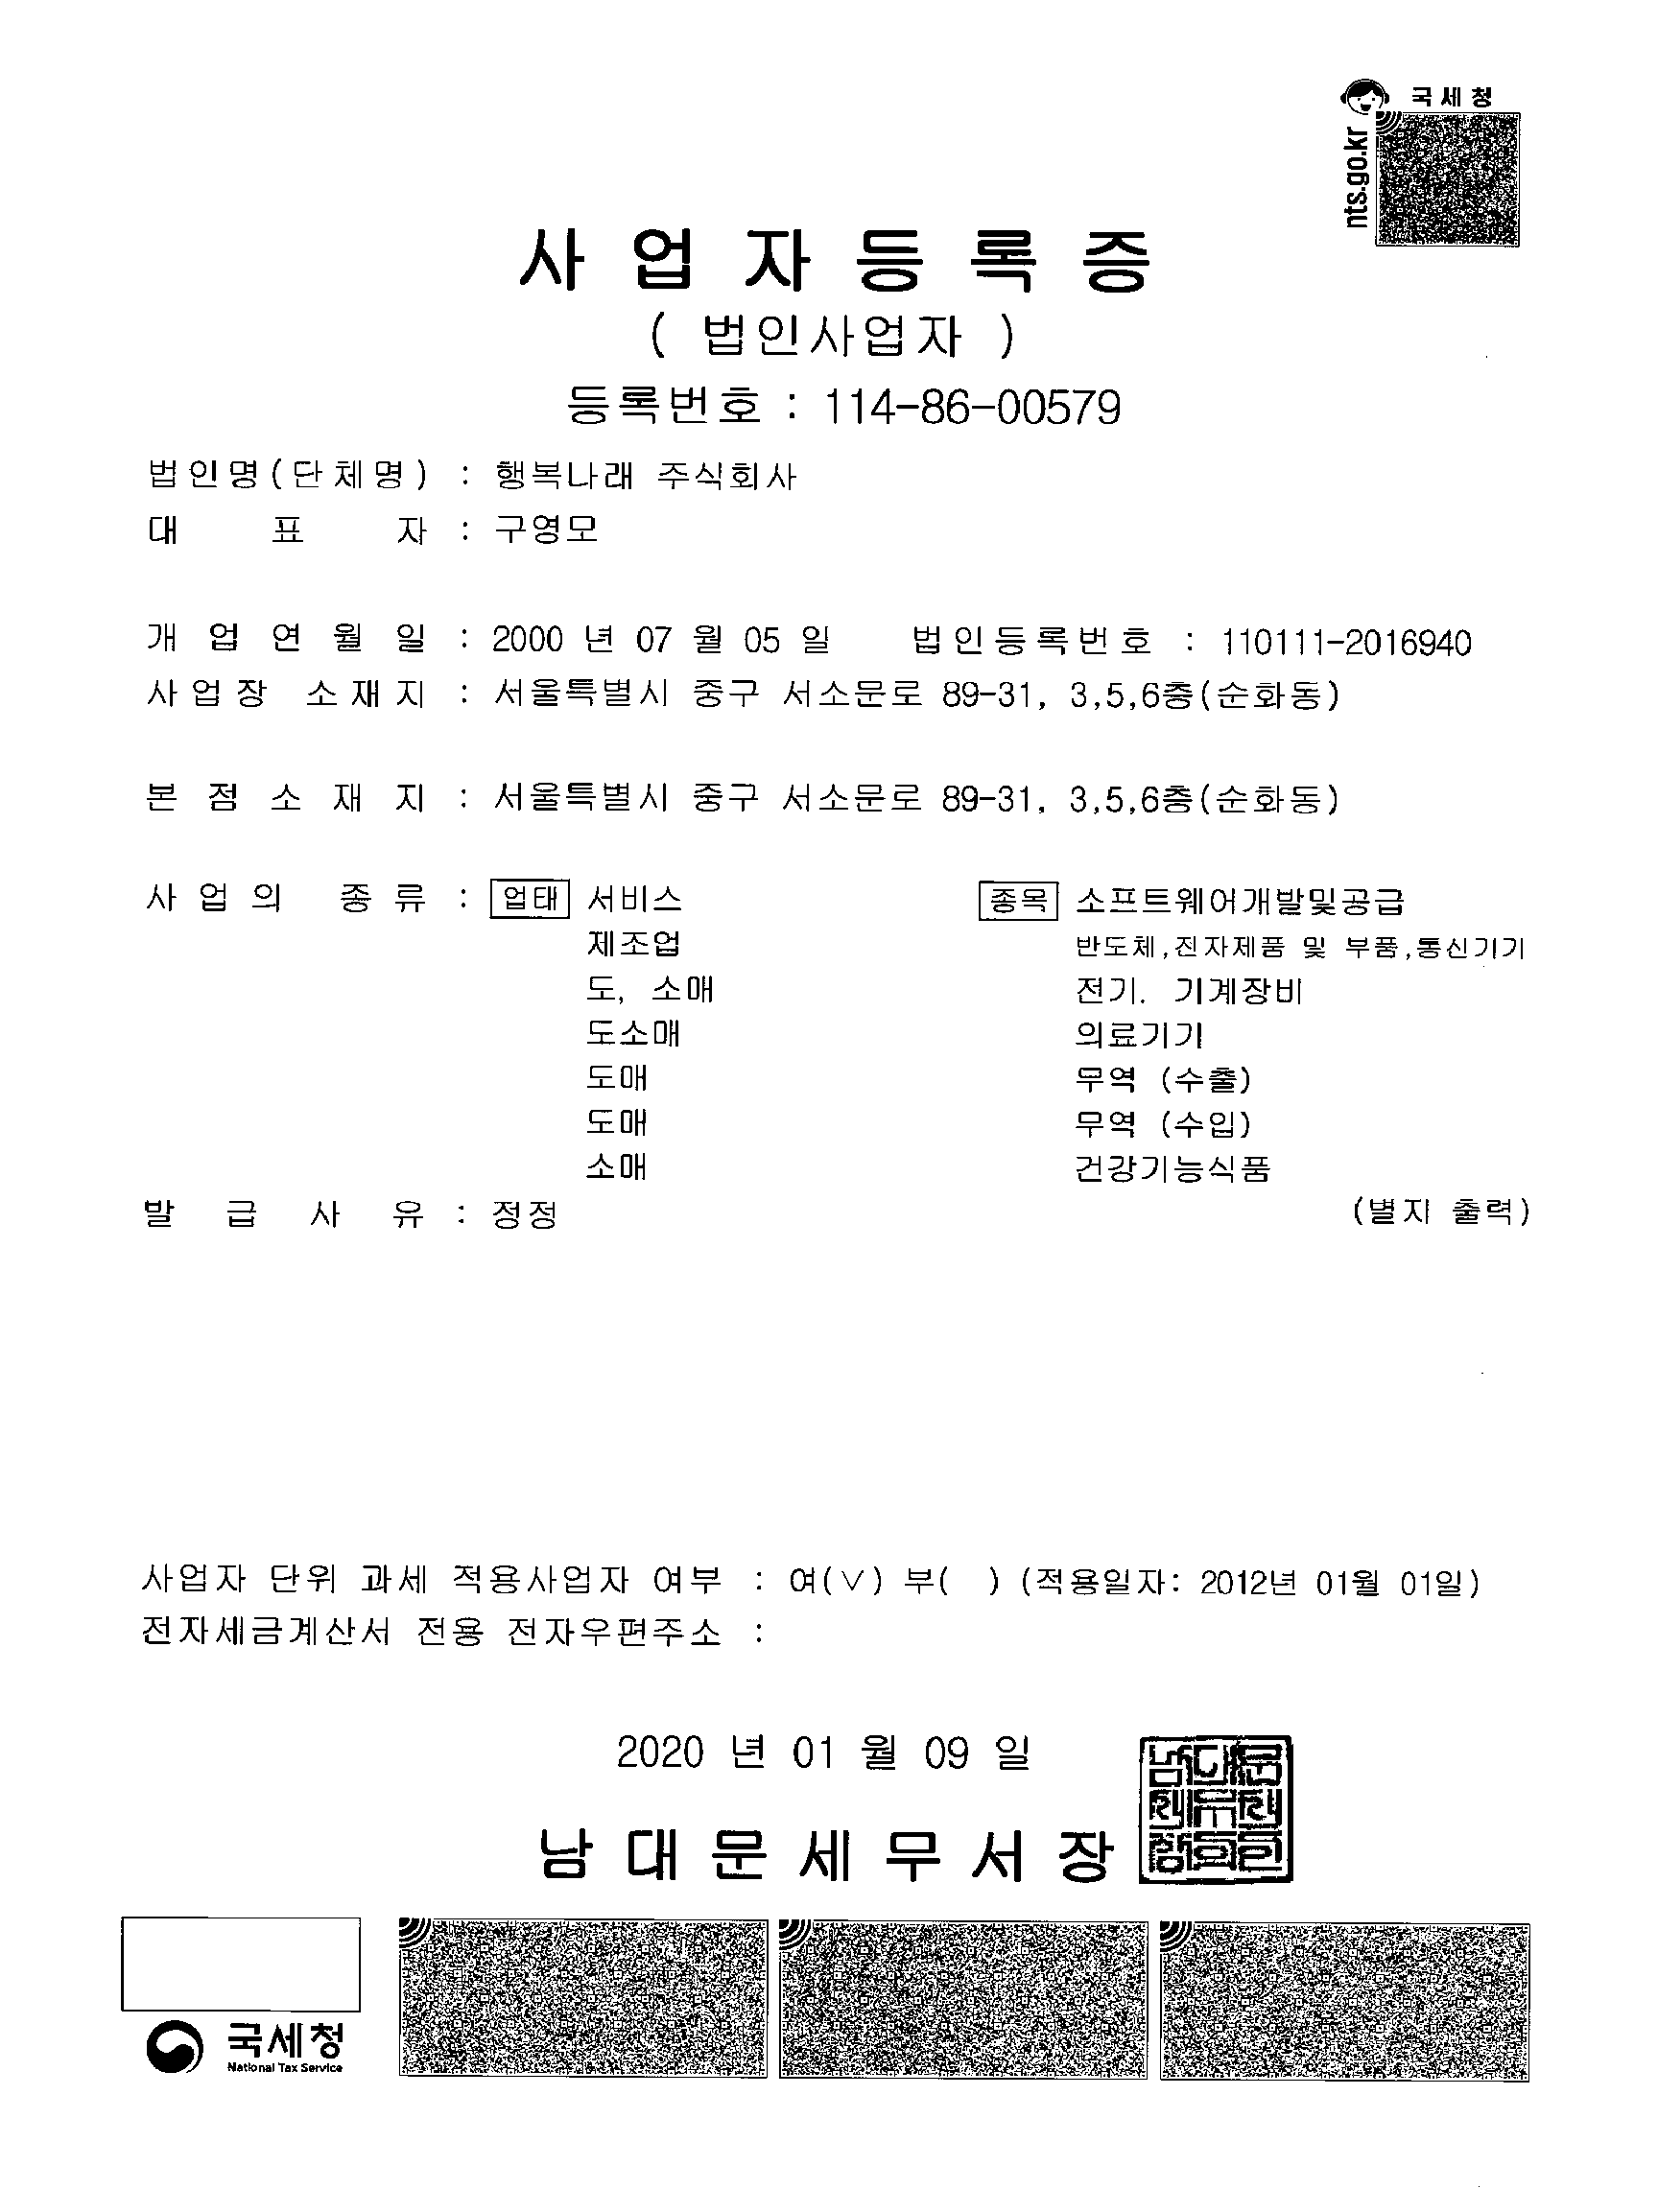 국세청
nts.go.kr
사 업 자 등 록 증
( 법인사업자 )
등록번호 : 114-86-00579
법인명(단체명) : 행복나래 주식회사
대 표 자 : 구영모
개 업 연 월 일 : 2000 년 07 월 05 일 법인등록번호 : 110111-2016940
사업장 소재지 : 서울특별시 중구 서소문로 89-31, 3,5,6층(순화동)
본 점 소 재 지 : 서울특별시 중구 서소문로 89-31, 3,5,6층(순화동)
사 업 의 종 류 : 업태 서비스 종목 소프트웨어개발및공급
제조업 반도체,전자제품 및 부품,통신기기
도, 소매 전기. 기계장비
도소매 의료기기
도매 무역 (수출)
도매 무역 (수입)
소매 건강기능식품
발 급 사 유 : 정정 (별지 출력)
사업자 단위 과세 적용사업자 여부 : 여(∨) 부( ) (적용일자: 2012년 01월 01일)
전자세금계산서 전용 전자우편주소 :
2020 년 01 월 09 일
남 대 문 세 무 서 장
국세청
National Tax Service